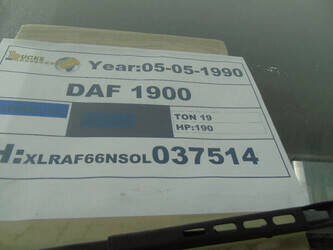 Year:05-05-1990
DAF 1900
TON 19
HP:190
H:XLRAF66NSOL037514